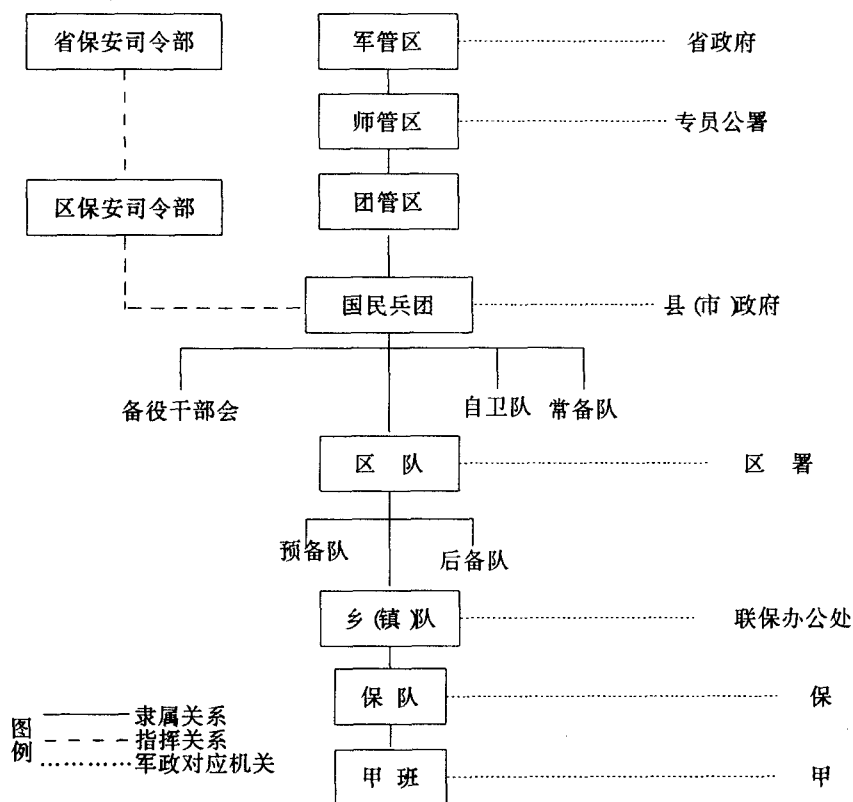 省保安司令部 军管区 省政府
师管区 专员公署
区保安司令部 团管区
国民兵团 县(市)政府
备役干部会 自卫队 常备队
区 队 区 署
预备队 后备队
乡(镇)队 联保办公处
保 队 保
甲 班 甲
图例
隶属关系
指挥关系
军政对应机关